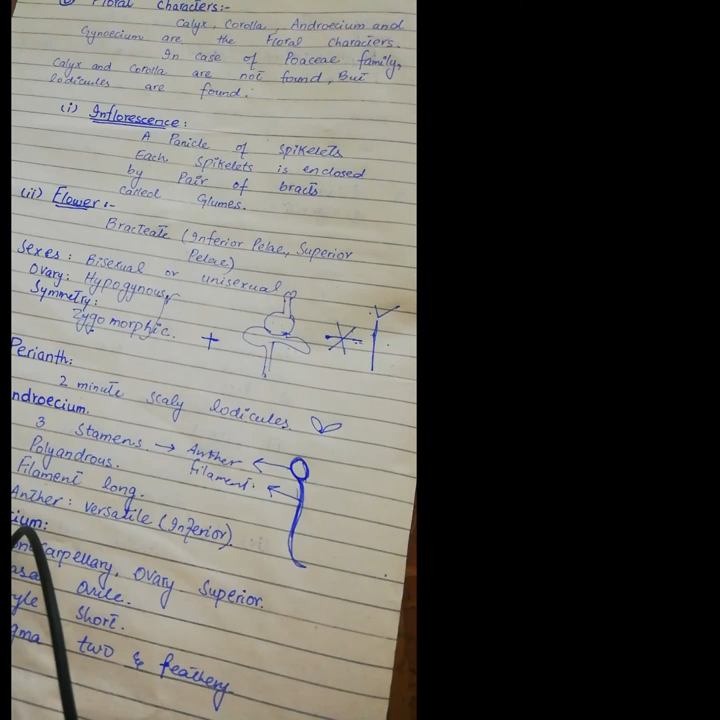 Floral characters:-
Calyx, Corolla, Androecium and
Gynoecium are the Floral characters.
In case of Poaceae family,
Calyx and Corolla are not found, But
lodicules are found.
(i) Inflorescence:
A Panicle of spikelets
Each spikelets is enclosed
by Pair of bracts
called Glumes.
(ii) Flower:-
Bracteate (Inferior Pelae, Superior
Pelae)
Sexes: Bisexual or unisexual
Ovary: Hypogynous
Symmetry:
Zygomorphic. +
Perianth:
2 minute scaly lodicules
ndroecium.
3 Stamens. → Anther
Polyandrous. filament.
Filament long.
Anther: versatile (Inferior).
cium:
carpellary, Ovary Superior.
asal
yle short.
gma two & feathery